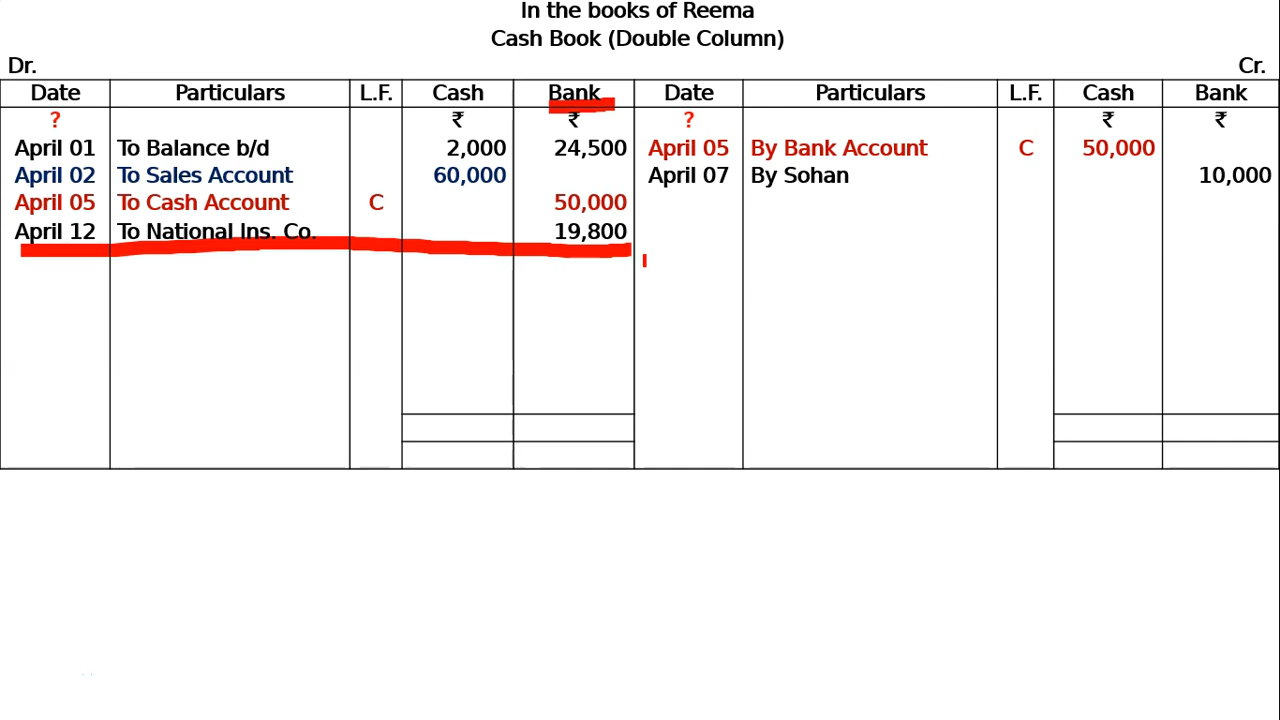 In the books of Reema
Cash Book (Double Column)
Dr. Cr.
Date Particulars L.F. Cash Bank Date Particulars L.F. Cash Bank
? ₹ ₹ ? ₹ ₹
April 01 To Balance b/d 2,000 24,500 April 05 By Bank Account C 50,000
April 02 To Sales Account 60,000 April 07 By Sohan 10,000
April 05 To Cash Account C 50,000
April 12 To National Ins. Co. 19,800